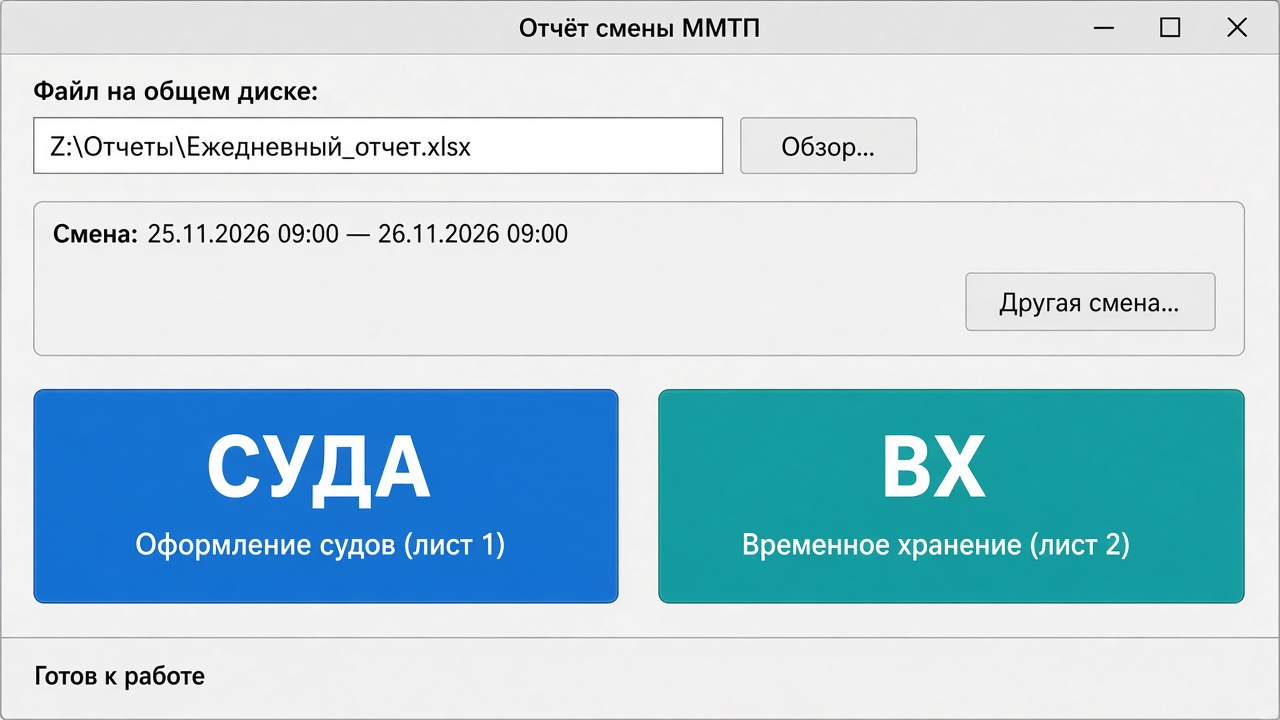 Отчёт смены ММТП
Файл на общем диске:
Z:\Отчеты\Ежедневный_отчет.xlsx
Обзор...
Смена: 25.11.2026 09:00 — 26.11.2026 09:00
Другая смена...
СУДА
Оформление судов (лист 1)
ВХ
Временное хранение (лист 2)
Готов к работе